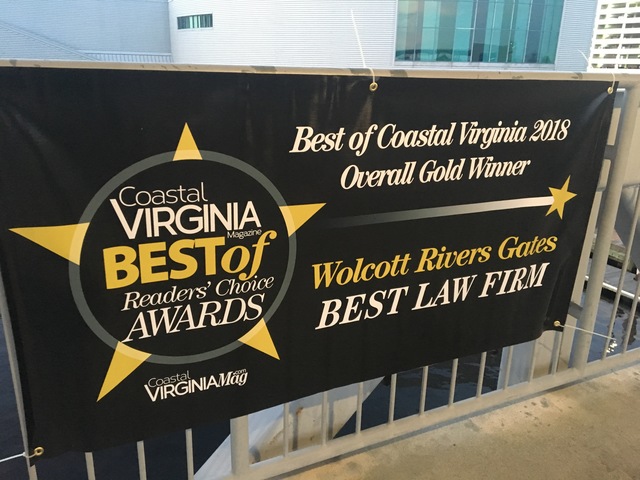 Coastal
VIRGINIA
Magazine
BEST of
Readers' Choice
AWARDS
Coastal
VIRGINIAMag.com
Best of Coastal Virginia 2018
Overall Gold Winner
Wolcott Rivers Gates
BEST LAW FIRM